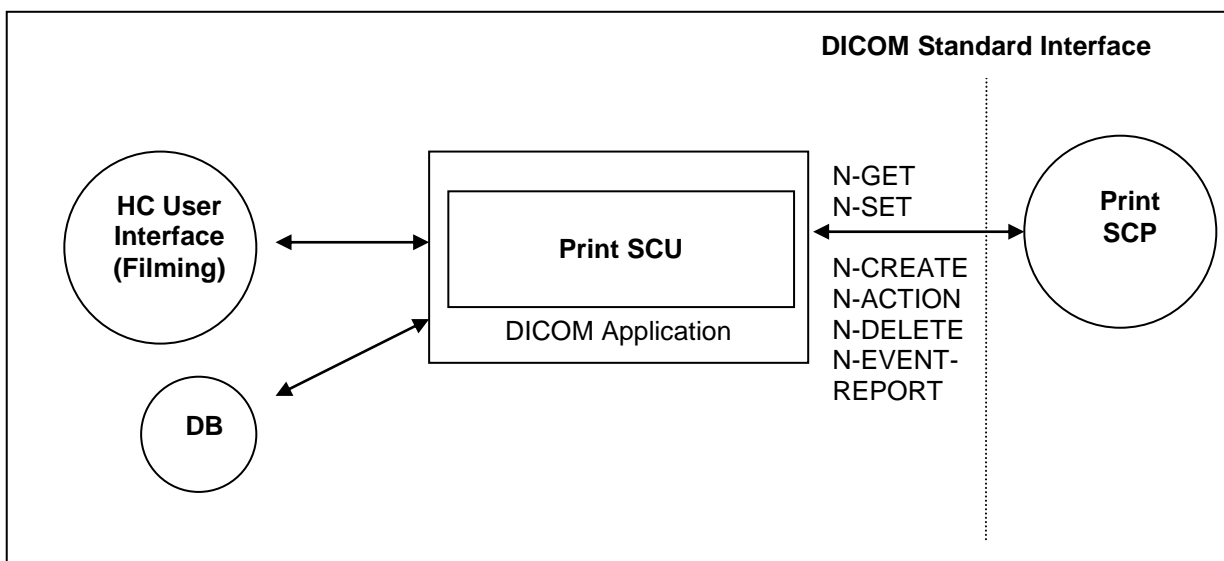 DICOM Standard Interface
HC User
Interface
(Filming)
DB
Print SCU
DICOM Application
N-GET
N-SET
N-CREATE
N-ACTION
N-DELETE
N-EVENT-
REPORT
Print
SCP